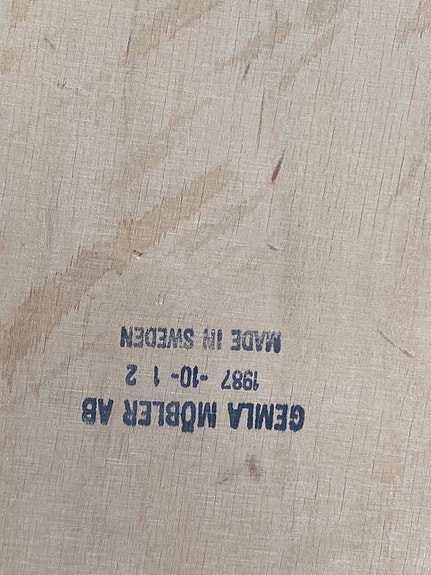 GEMLA MÖBLER AB
1987 -10- 1 2
MADE IN SWEDEN